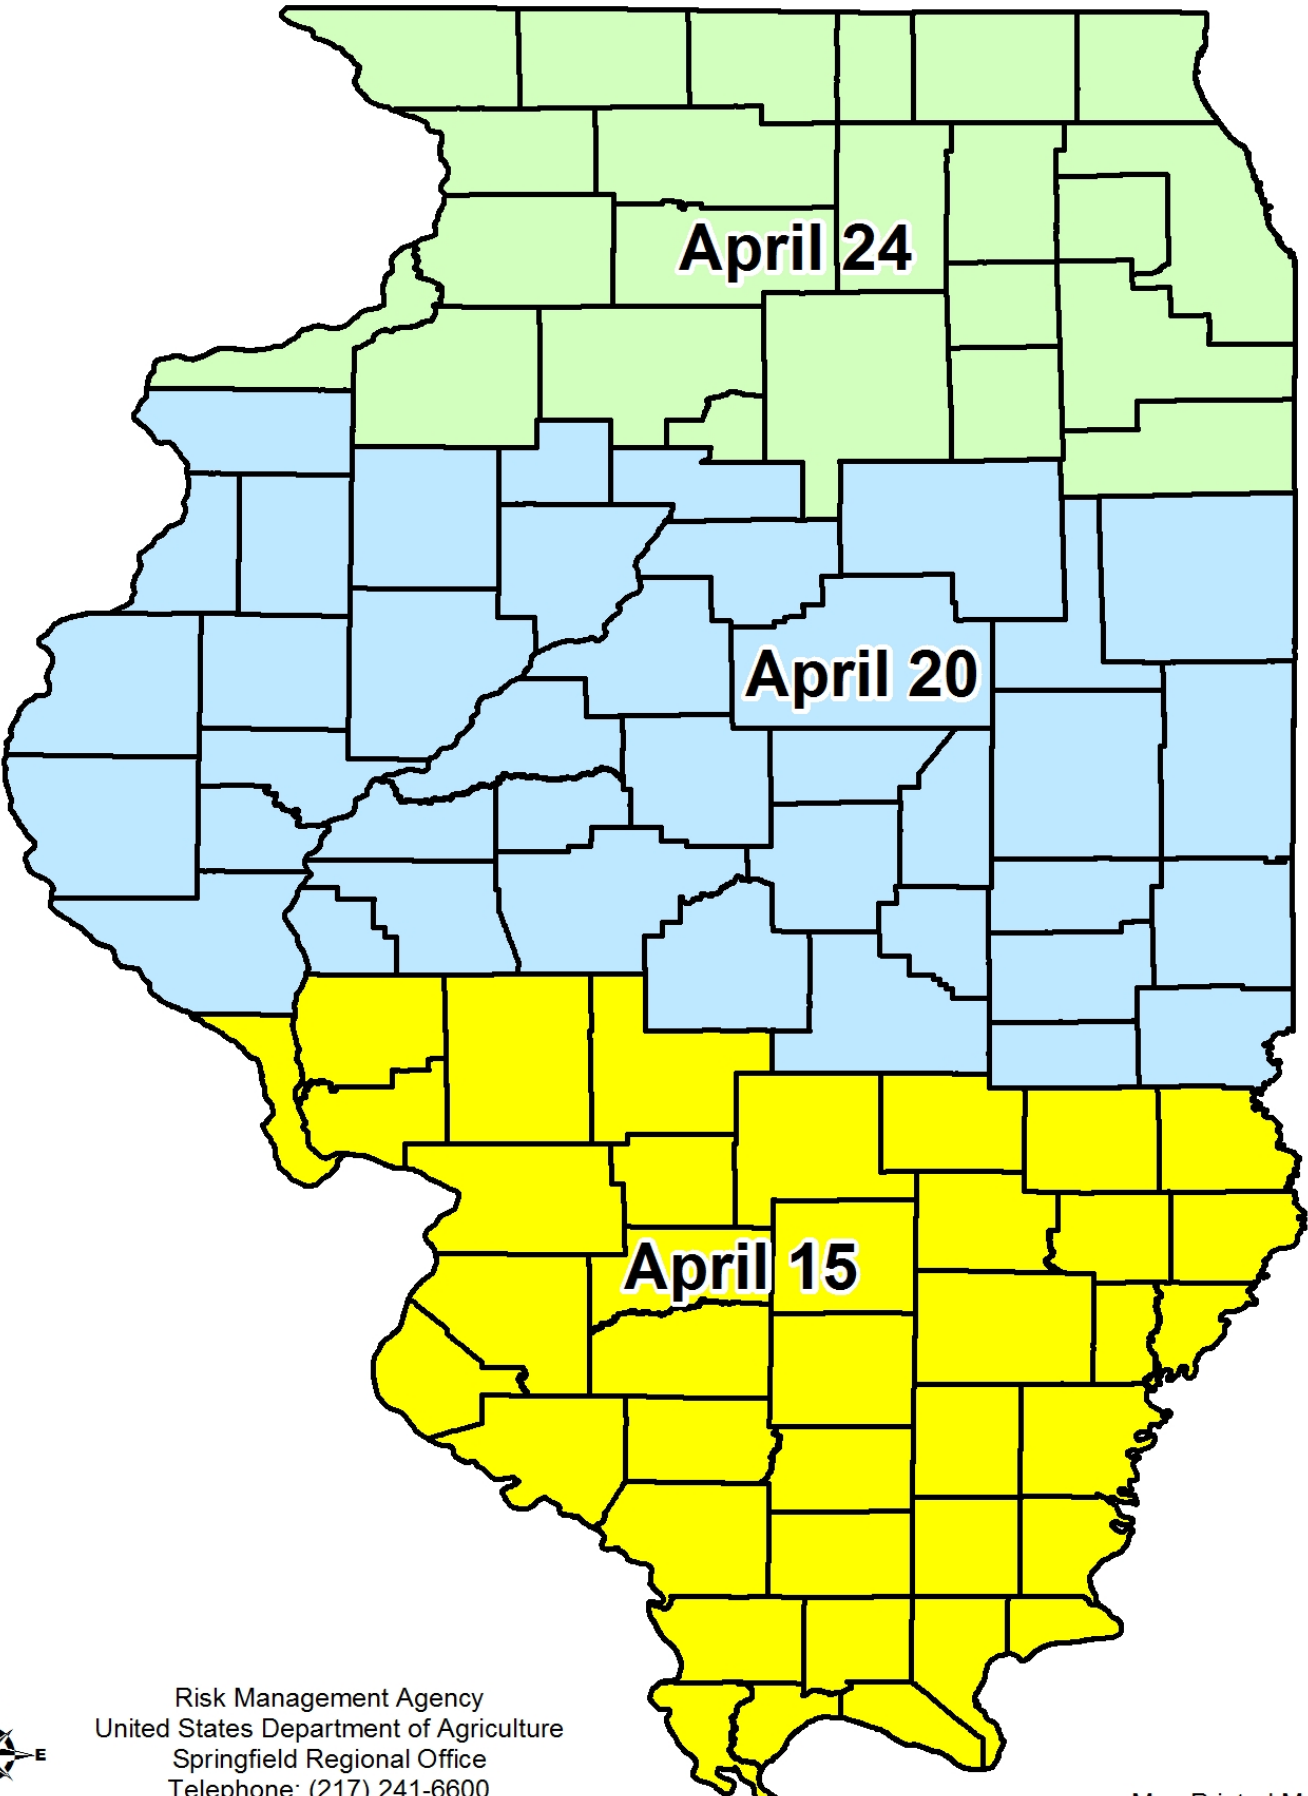 April 24
April 20
April 15
Risk Management Agency
United States Department of Agriculture
Springfield Regional Office
Telephone: (217) 241-6600
E